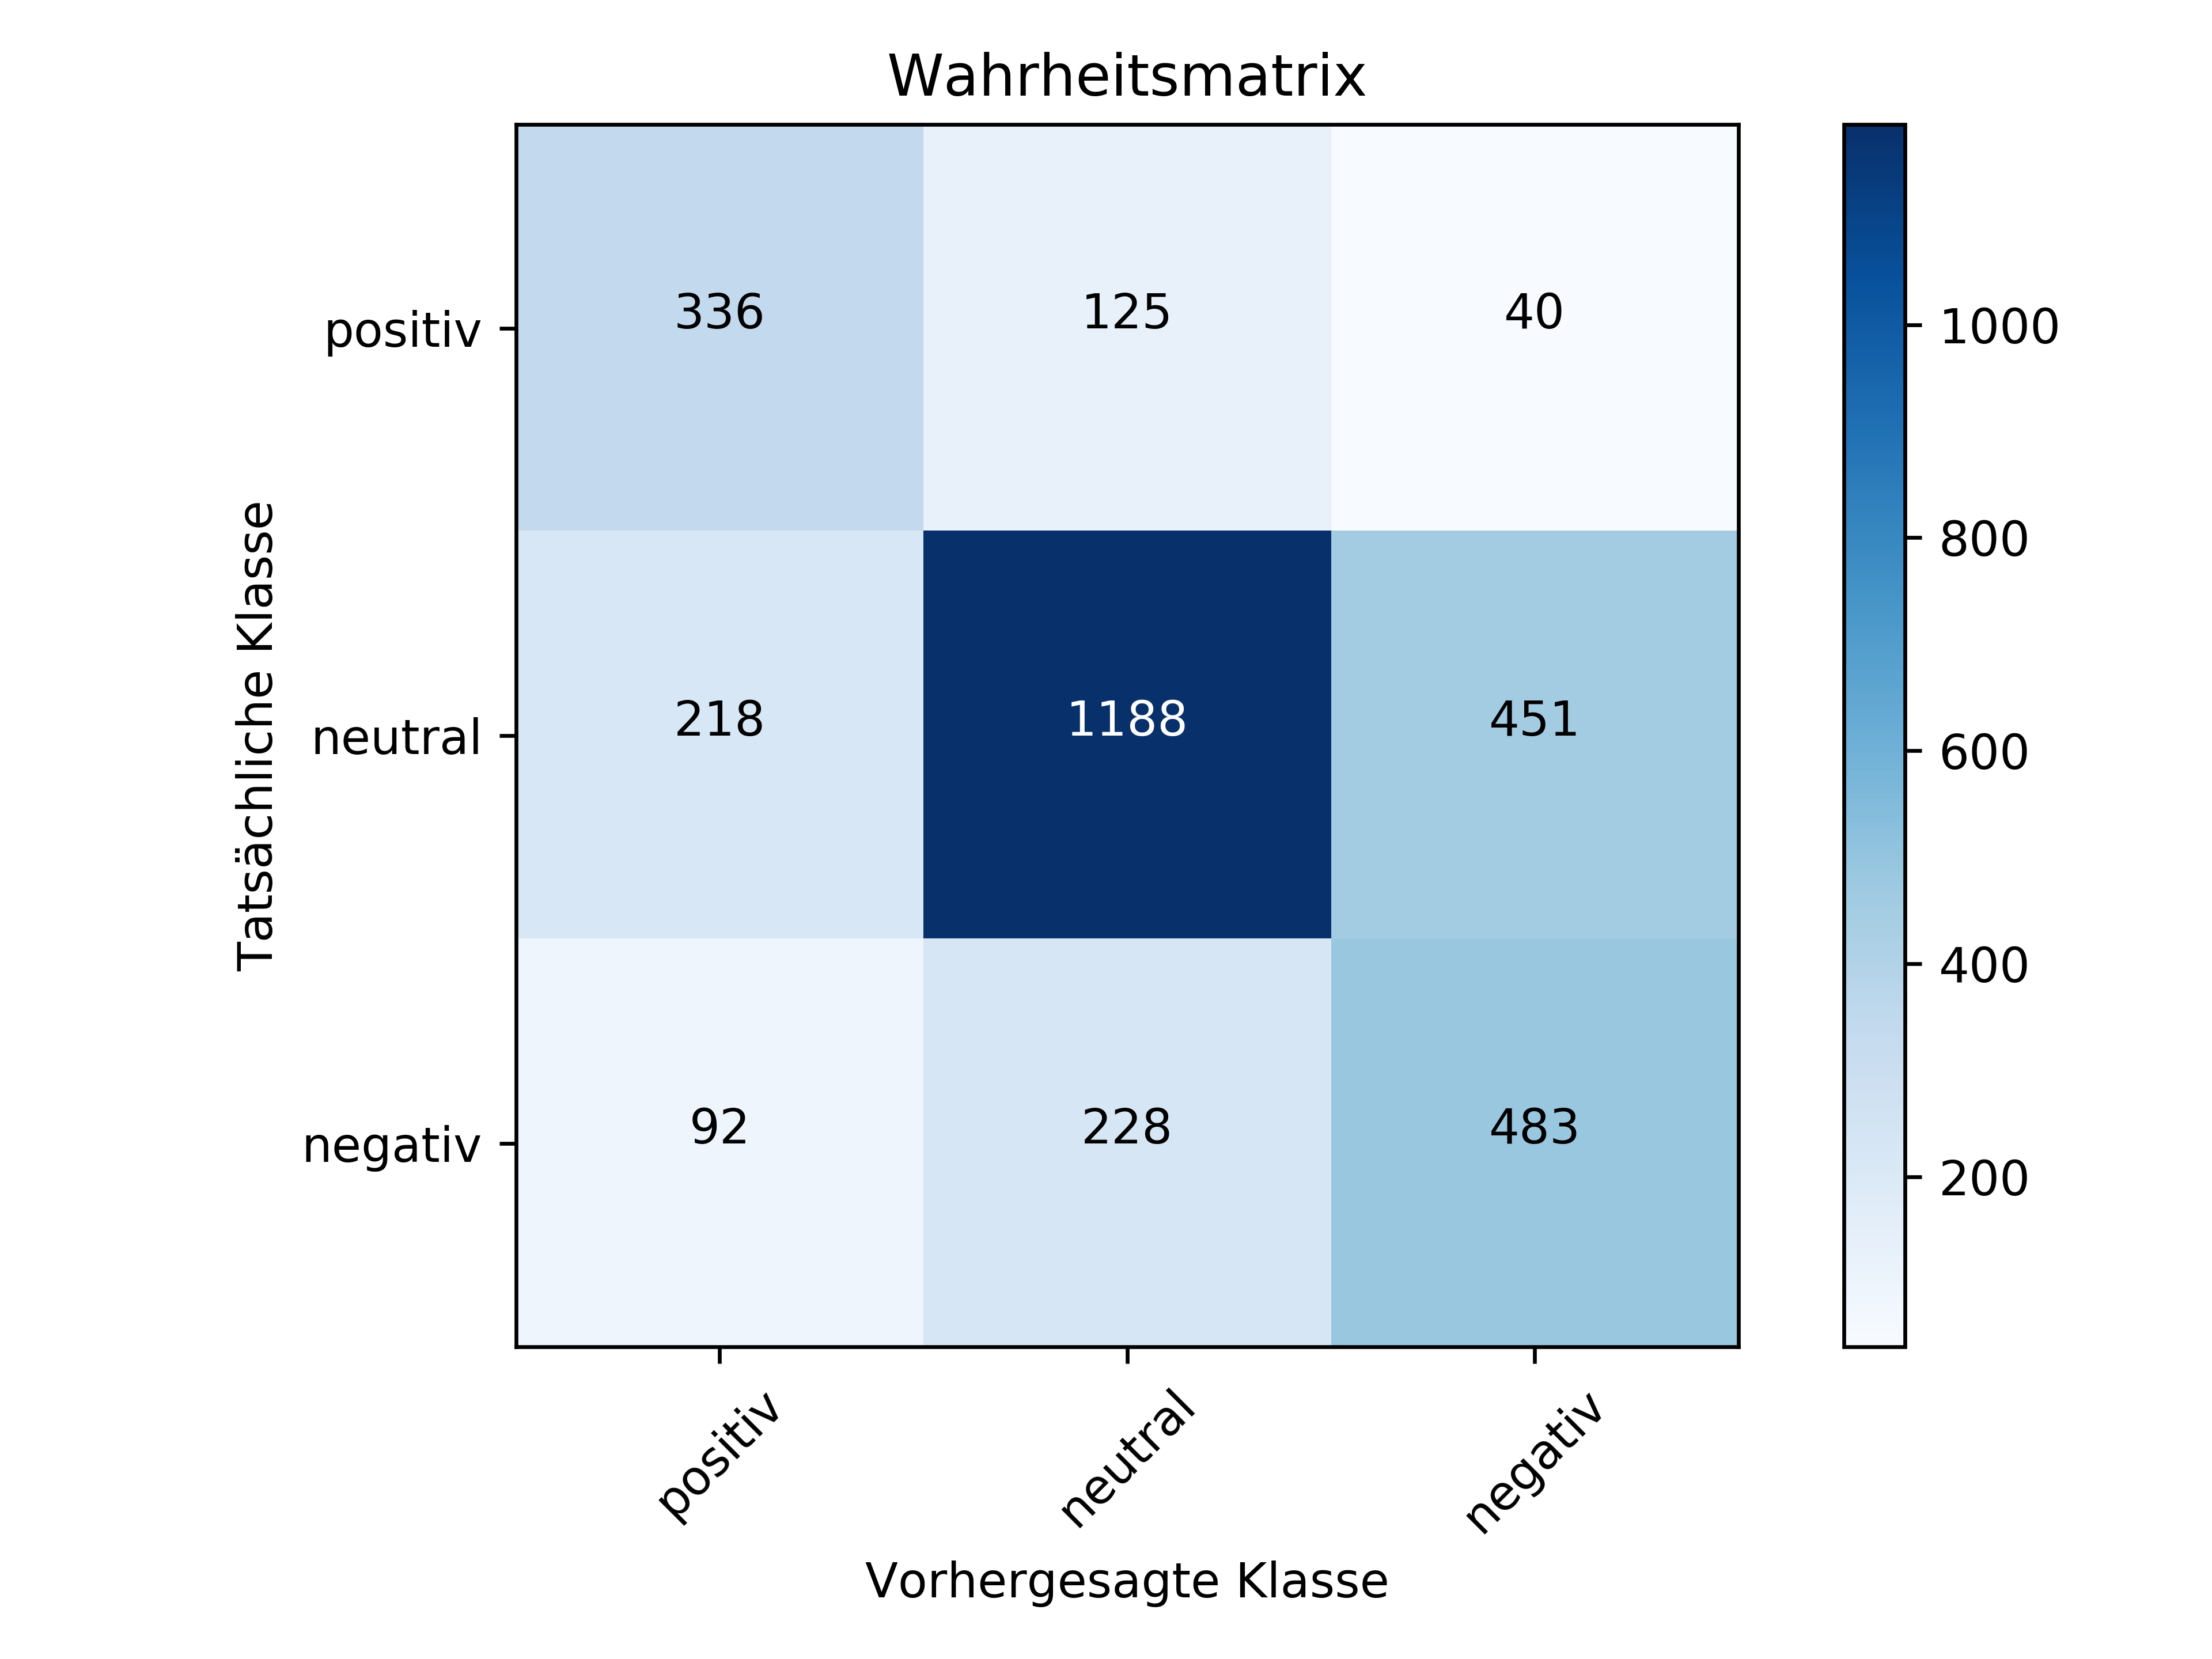 Wahrheitsmatrix
Tatsächliche Klasse
positiv
336
125
40
neutral
218
1188
451
negativ
92
228
483
positiv
neutral
negativ
Vorhergesagte Klasse
1000
800
600
400
200